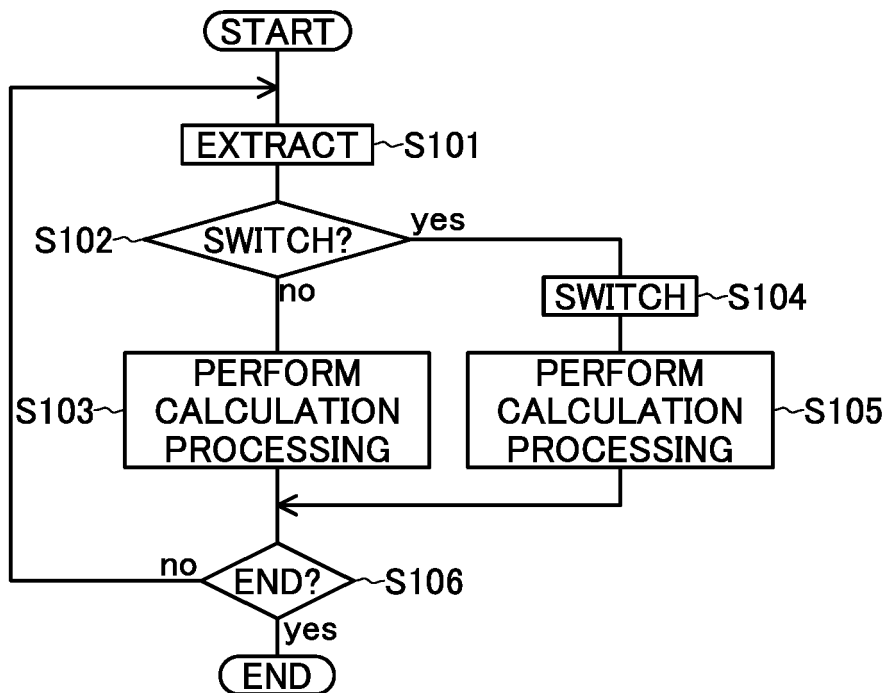 START
EXTRACT S101
S102 SWITCH? yes
no
SWITCH S104
S103 PERFORM
CALCULATION
PROCESSING
PERFORM
CALCULATION
PROCESSING S105
no END? S106
yes
END